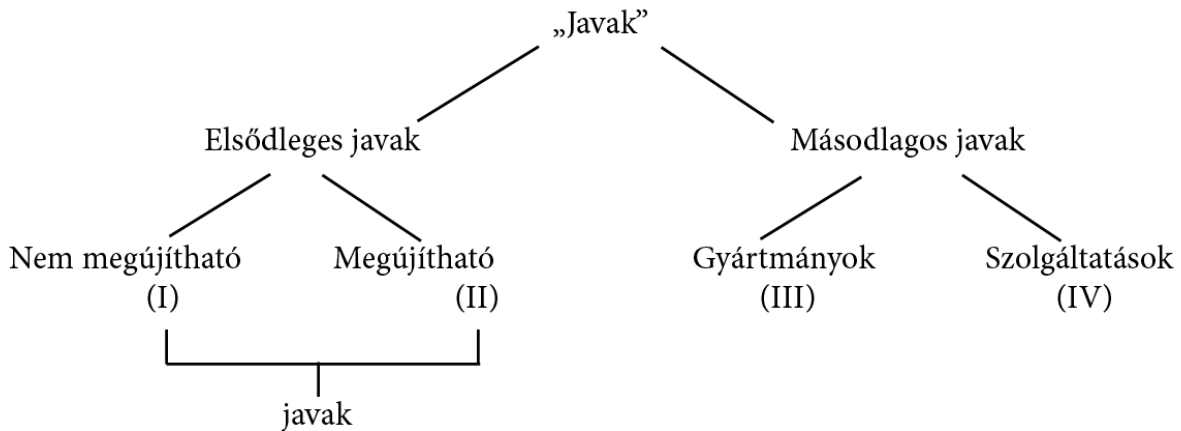 „Javak”
Elsődleges javak Másodlagos javak
Nem megújítható Megújítható Gyártmányok Szolgáltatások
(I) (II) (III) (IV)
javak